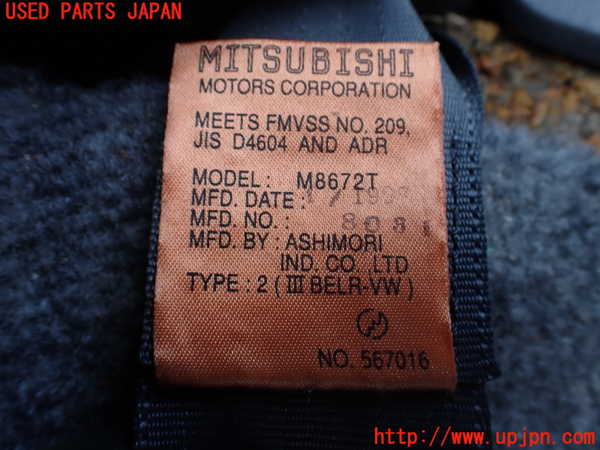 USED PARTS JAPAN
MITSUBISHI
MOTORS CORPORATION
MEETS FMVSS NO. 209,
JIS D4604 AND ADR
MODEL: M8672T
MFD. DATE:
MFD. NO.:
MFD. BY: ASHIMORI
IND. CO. LTD
TYPE: 2 (III BELR-VW)
NO. 567016
http://www.upjpn.com/